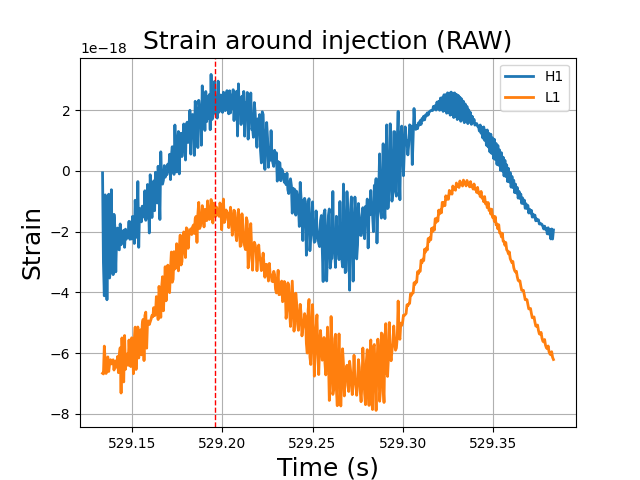 Strain around injection (RAW)
1e−18
H1
L1
2
0
−2
−4
−6
−8
Strain
529.15 529.20 529.25 529.30 529.35
Time (s)